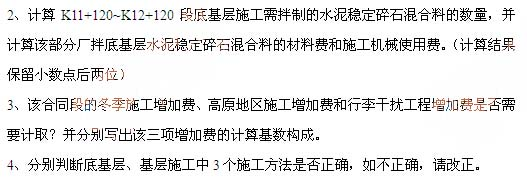 2、计算 K11+120~K12+120 段底基层施工需拌制的水泥稳定碎石混合料的数量，并
计算该部分厂拌底基层水泥稳定碎石混合料的材料费和施工机械使用费。（计算结果
保留小数点后两位）
3、该合同段的冬季施工增加费、高原地区施工增加费和行李干扰工程增加费是否需
要计取？并分别写出该三项增加费的计算基数构成。
4、分别判断底基层、基层施工中 3 个施工方法是否正确，如不正确，请改正。